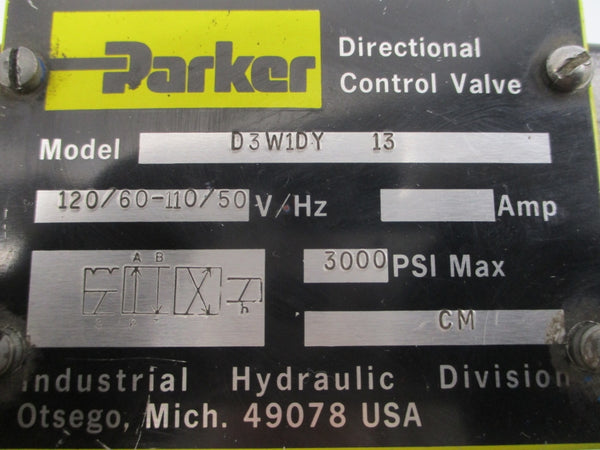 Parker
Directional
Control Valve
Model D3W1DY 13
120/60-110/50 V/Hz Amp
A B
3000 PSI Max
CM
Industrial Hydraulic Division
Otsego, Mich. 49078 USA